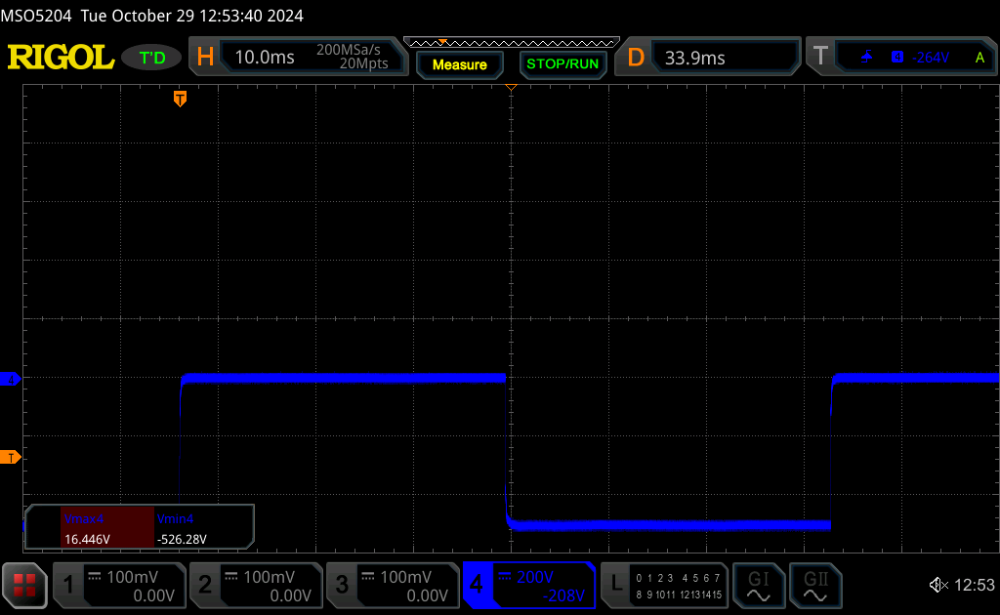 MSO5204 Tue October 29 12:53:40 2024
RIGOL T'D H 10.0ms 200MSa/s 20Mpts Measure STOP/RUN D 33.9ms T 1 -264V A
T
4
T
Vmax4 Vmin4
16.446V -526.28V
1 100mV 0.00V 2 100mV 0.00V 3 100mV 0.00V 4 200V -208V L 0 1 2 3 4 5 6 7 GI GII
8 9 10 11 12 13 14 15 12:53